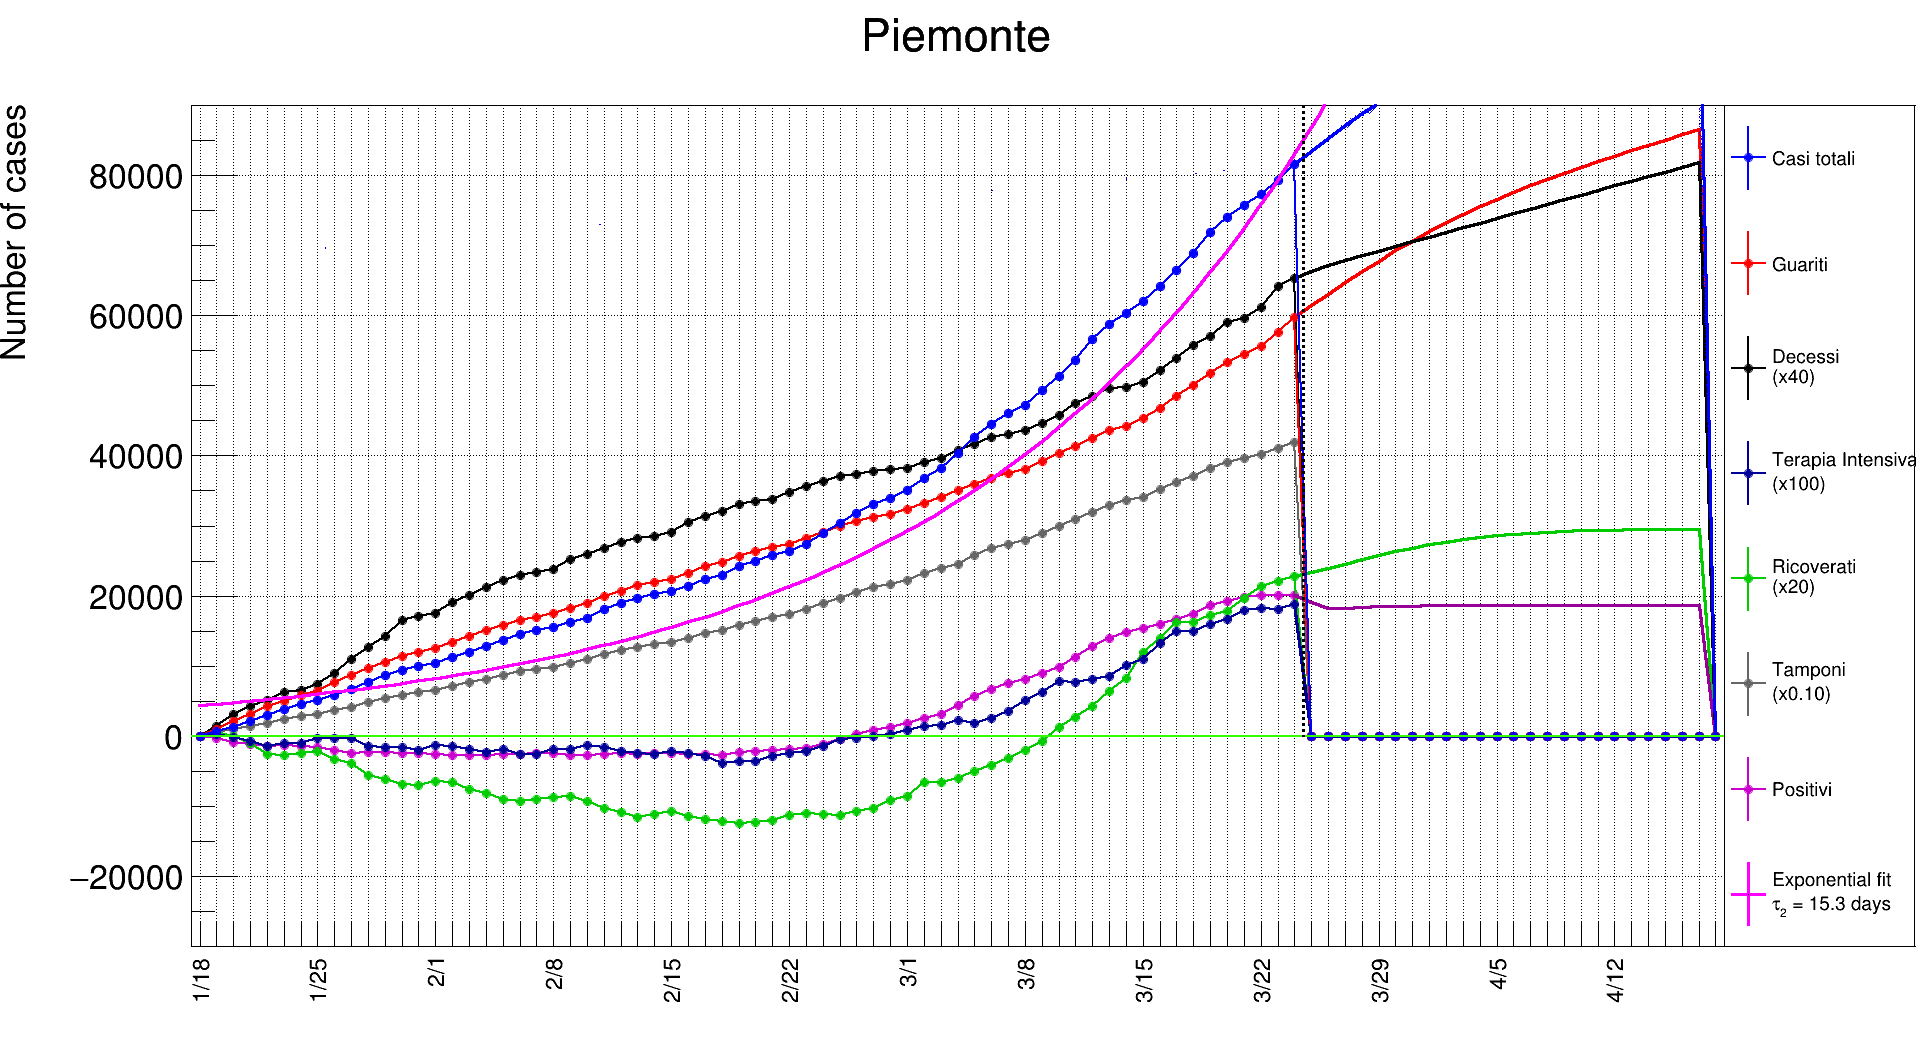 Piemonte
Number of cases
80000
60000
40000
20000
0
−20000
1/18
1/25
2/1
2/8
2/15
2/22
3/1
3/8
3/15
3/22
3/29
4/5
4/12
Casi totali
Guariti
Decessi
(x40)
Terapia Intensiva
(x100)
Ricoverati
(x20)
Tamponi
(x0.10)
Positivi
Exponential fit
τ2 = 15.3 days